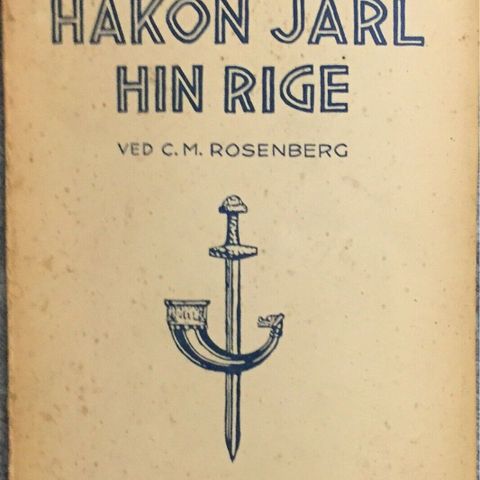 HAKON JARL
HIN RIGE
VED C. M. ROSENBERG